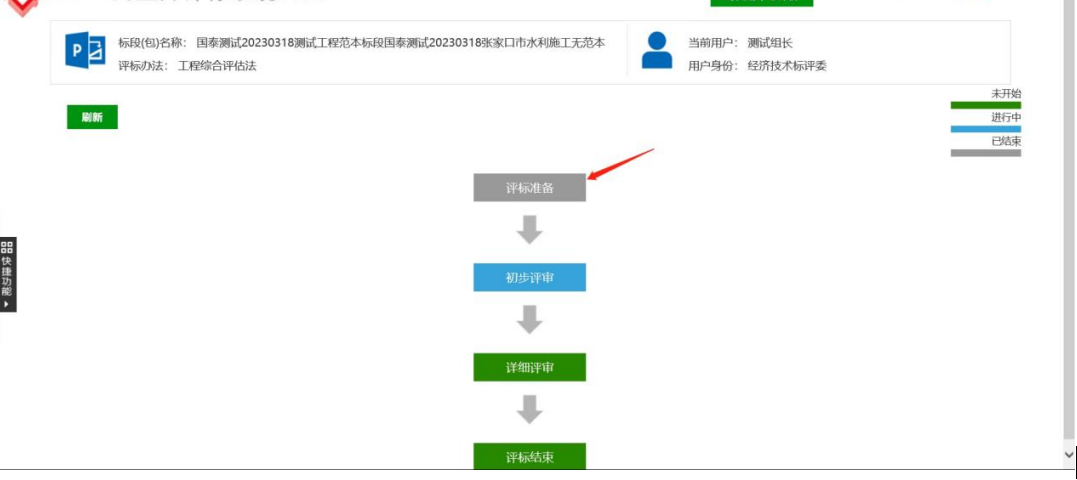 标段(包)名称： 国泰测试20230318测试工程范本标段国泰测试20230318张家口市水利施工无范本
评标办法： 工程综合评估法
当前用户： 测试组长
用户身份： 经济技术标评委
刷新
未开始
进行中
已结束
评标准备
初步评审
详细评审
评标结束
快捷功能